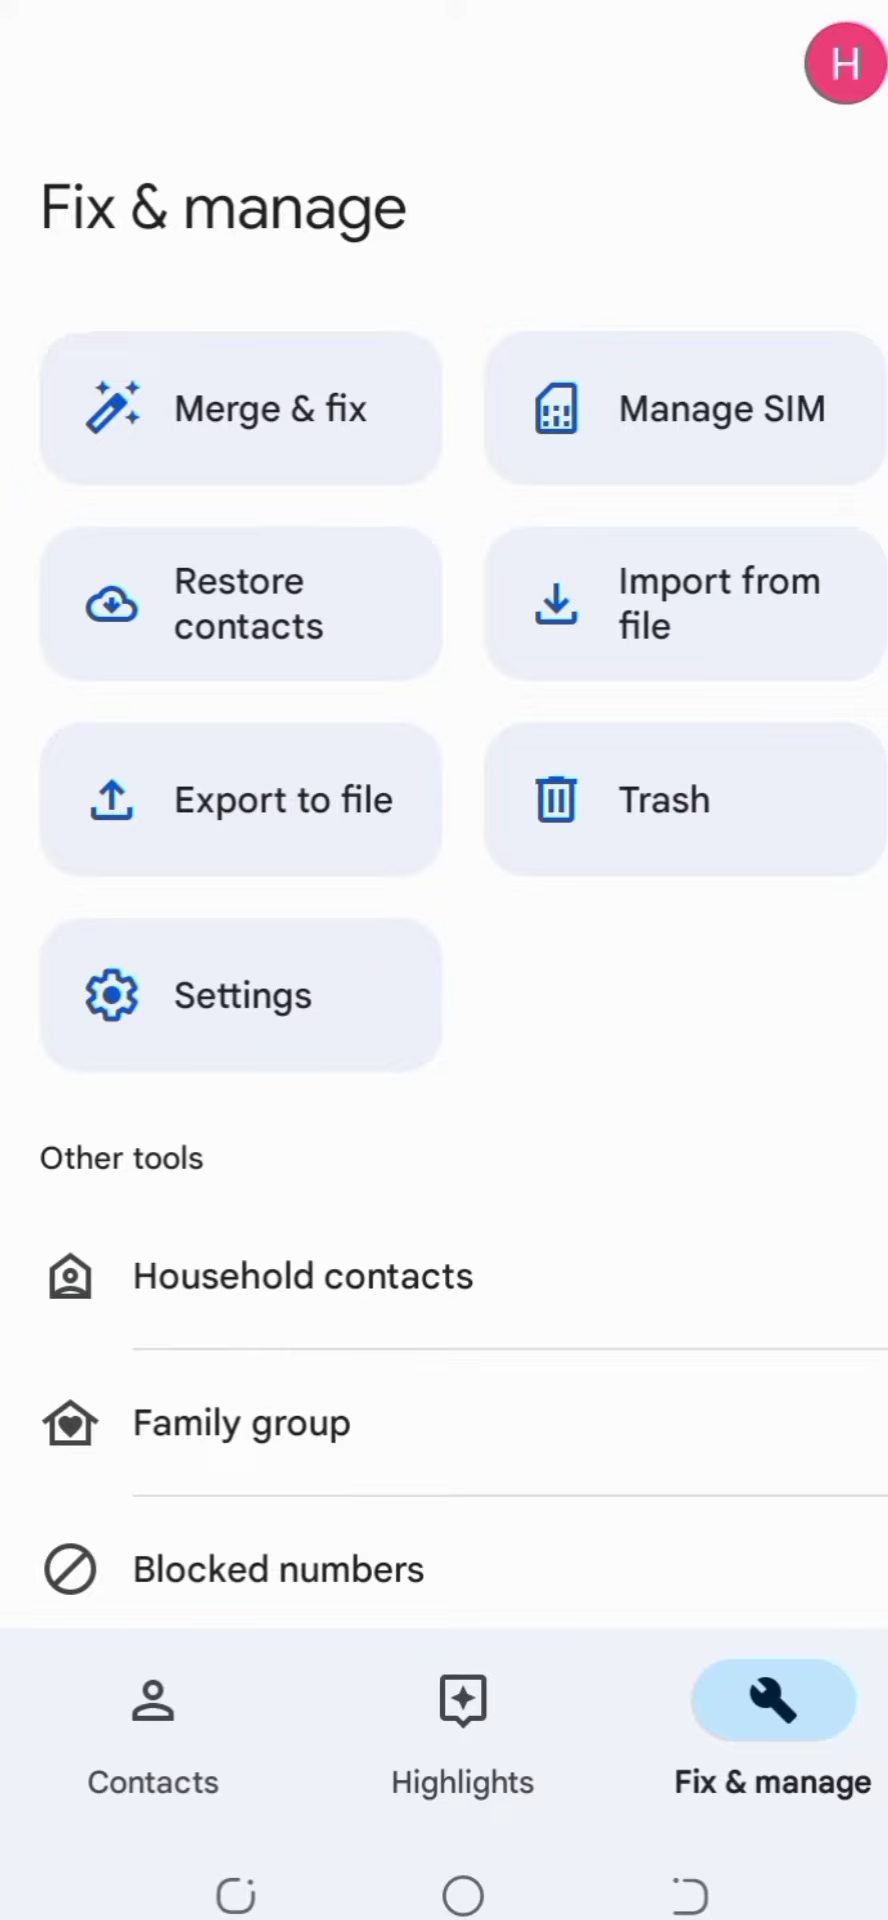 H
Fix & manage
Merge & fix
Manage SIM
Restore
contacts
Import from
file
Export to file
Trash
Settings
Other tools
Household contacts
Family group
Blocked numbers
Contacts
Highlights
Fix & manage